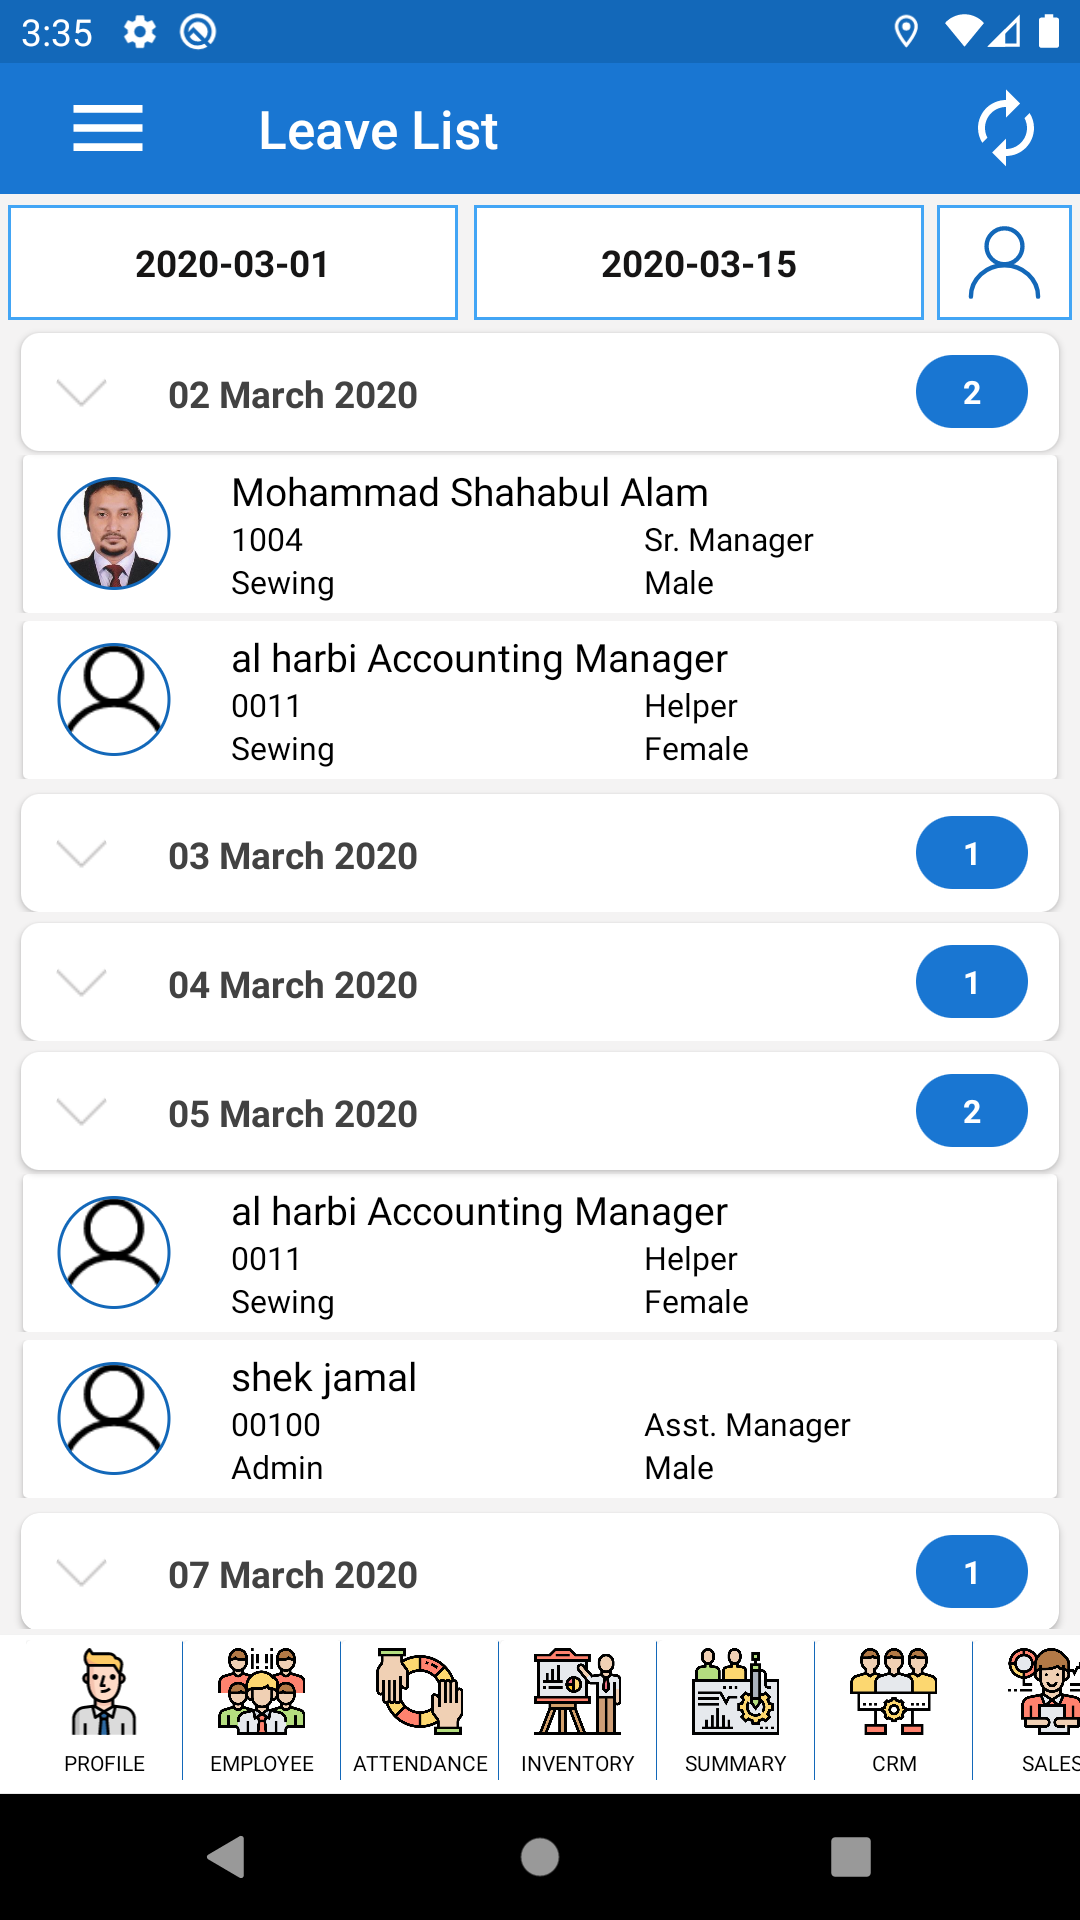 3:35
Leave List
2020-03-01 2020-03-15
02 March 2020 2
Mohammad Shahabul Alam
1004 Sr. Manager
Sewing Male
al harbi Accounting Manager
0011 Helper
Sewing Female
03 March 2020 1
04 March 2020 1
05 March 2020 2
al harbi Accounting Manager
0011 Helper
Sewing Female
shek jamal
00100 Asst. Manager
Admin Male
07 March 2020 1
PROFILE EMPLOYEE ATTENDANCE INVENTORY SUMMARY CRM SALES